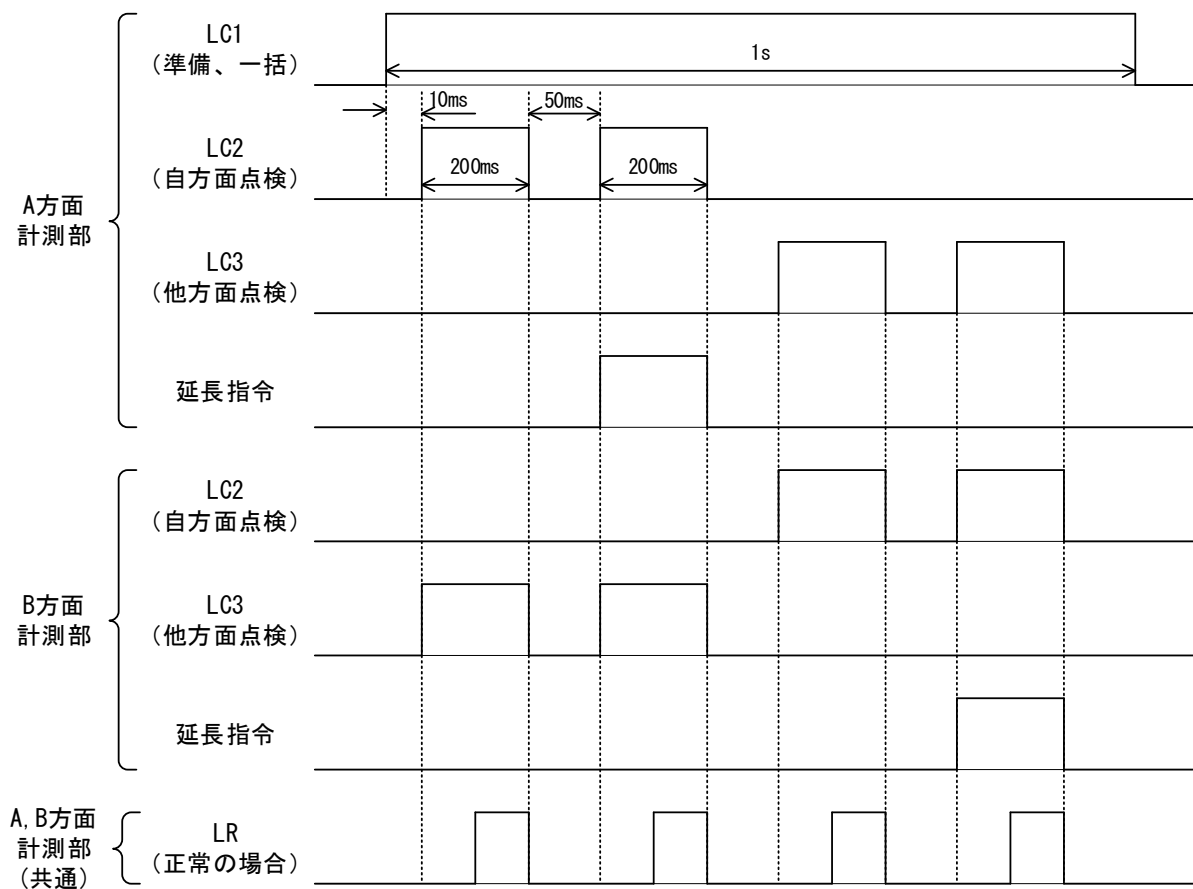 LC1
(準備、一括)
1s
10ms
50ms
LC2
(自方面点検)
200ms
200ms
A方面
計測部
LC3
(他方面点検)
延長指令
LC2
(自方面点検)
B方面
計測部
LC3
(他方面点検)
延長指令
A,B方面
計測部
(共通)
LR
(正常の場合)